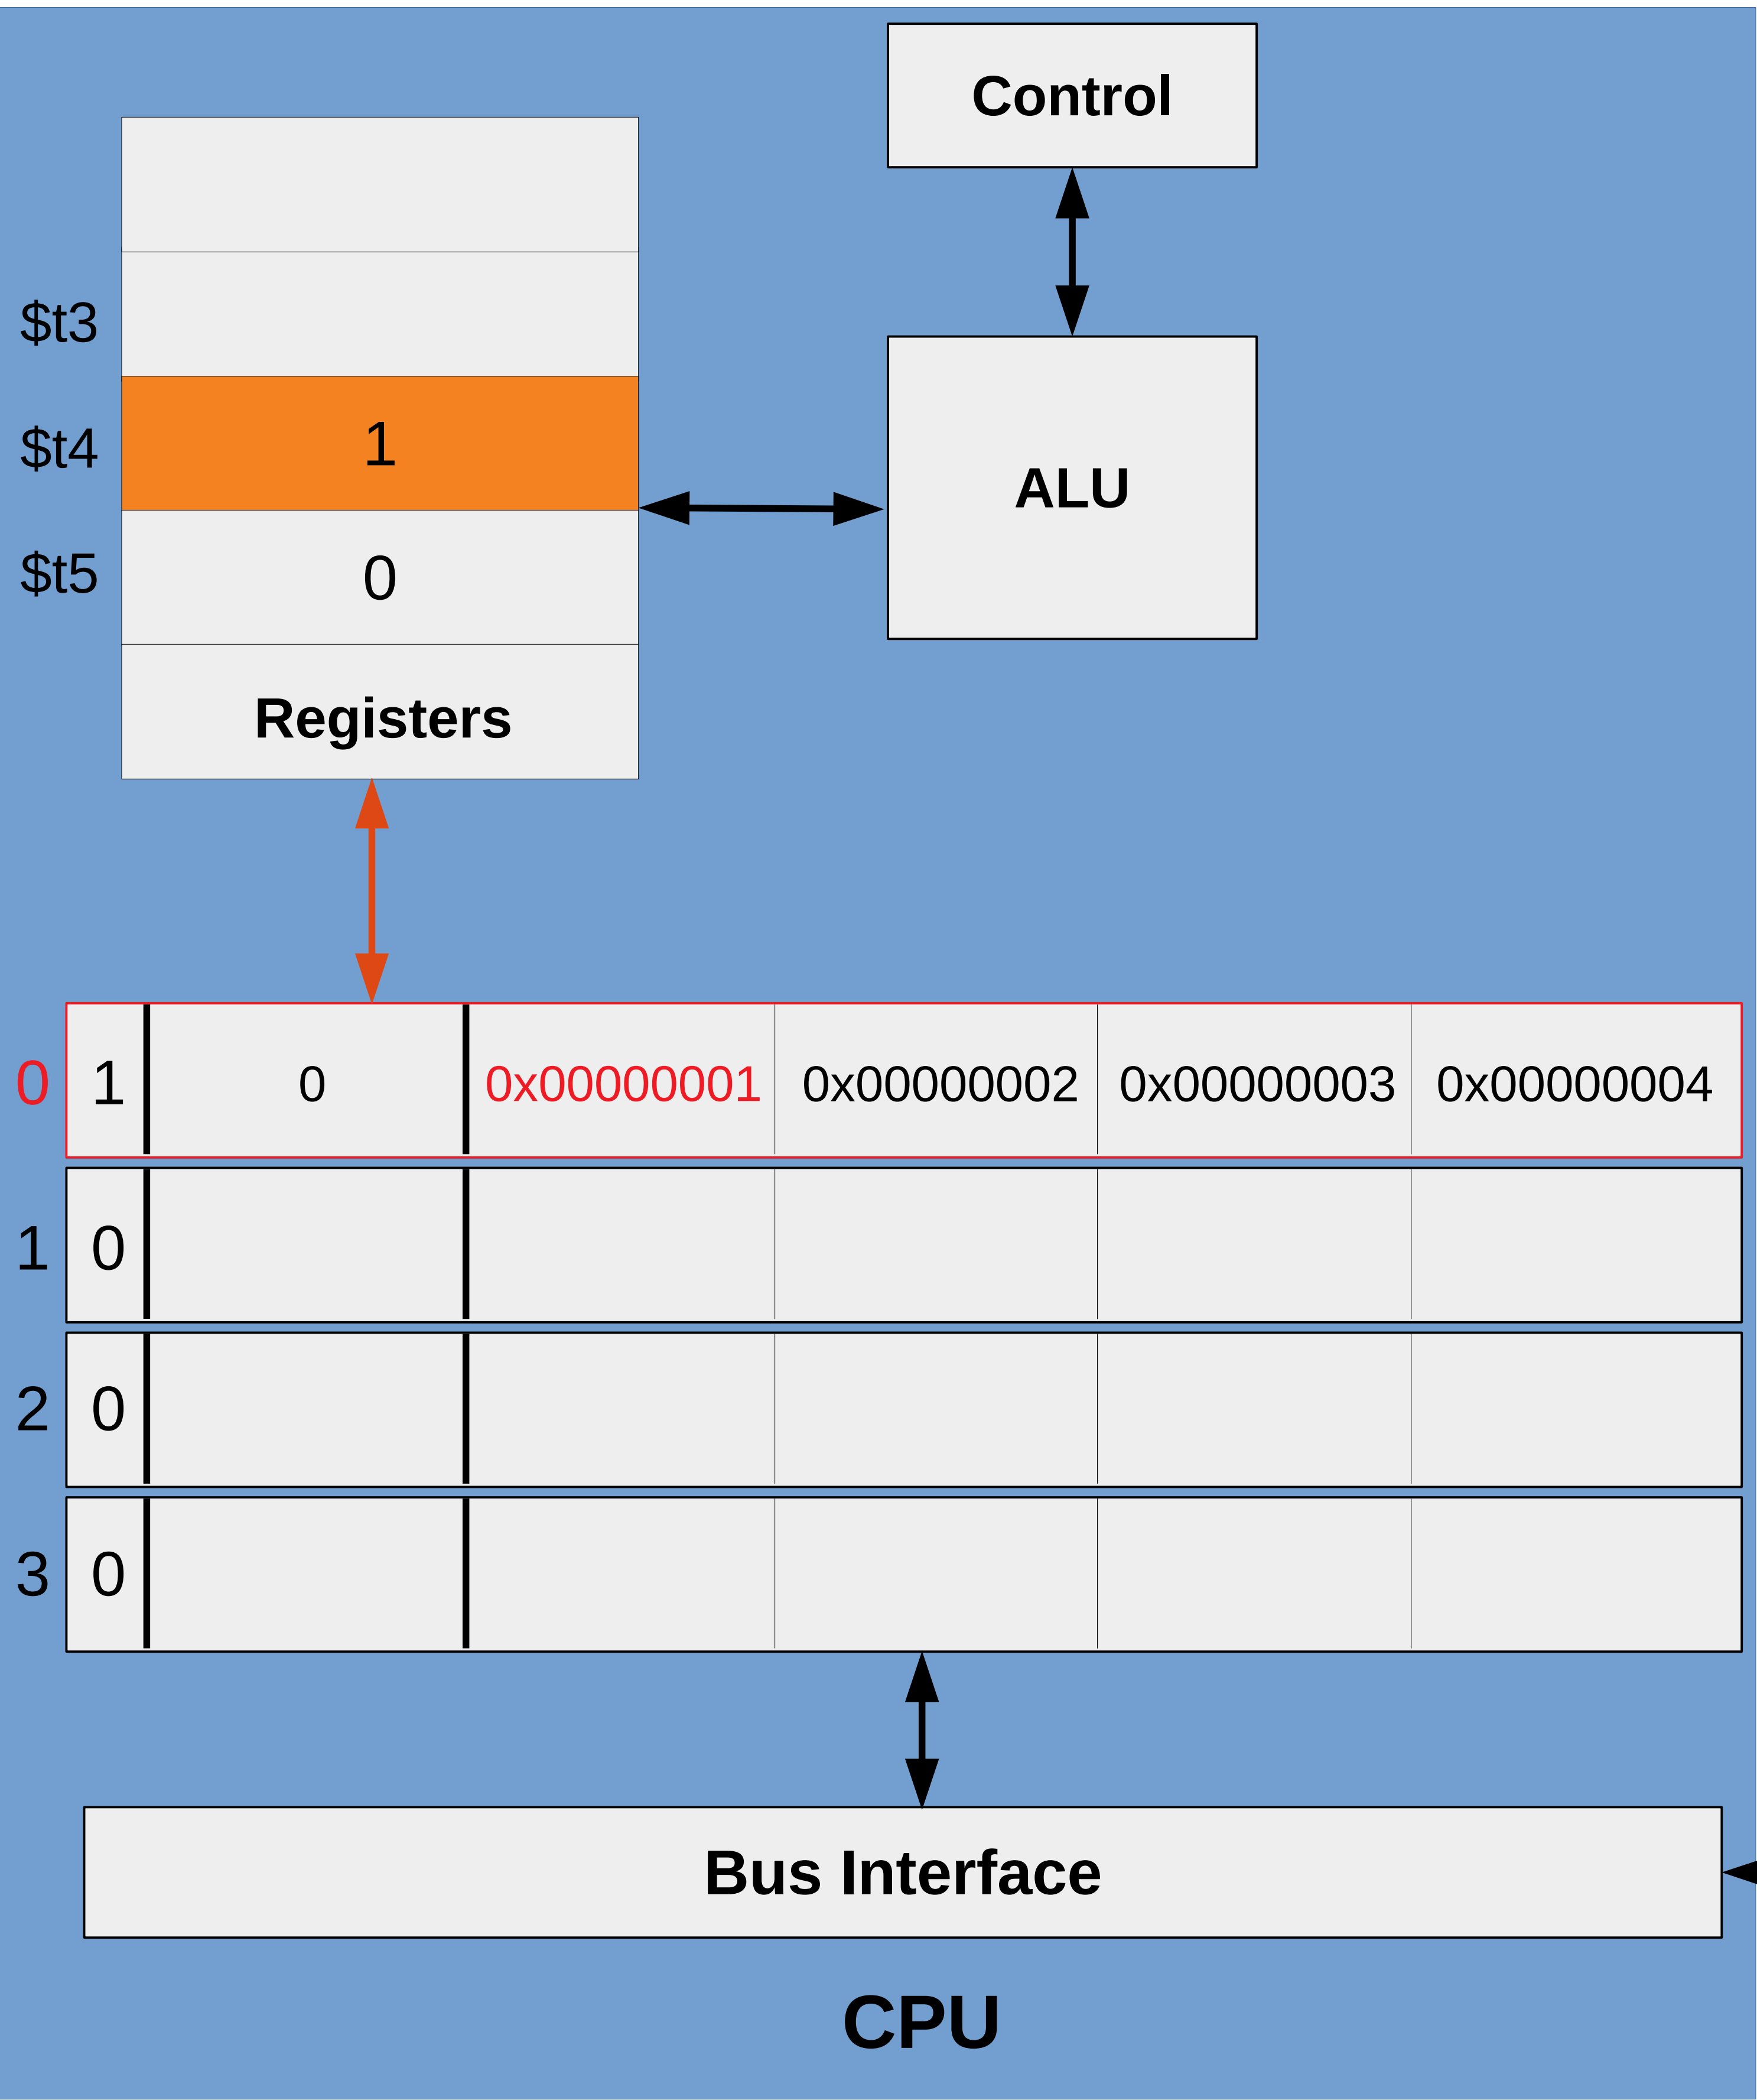 Control
$t3
$t4 1
ALU
$t5 0
Registers
0 1 0 0x00000001 0x00000002 0x00000003 0x00000004
1 0
2 0
3 0
Bus Interface
CPU